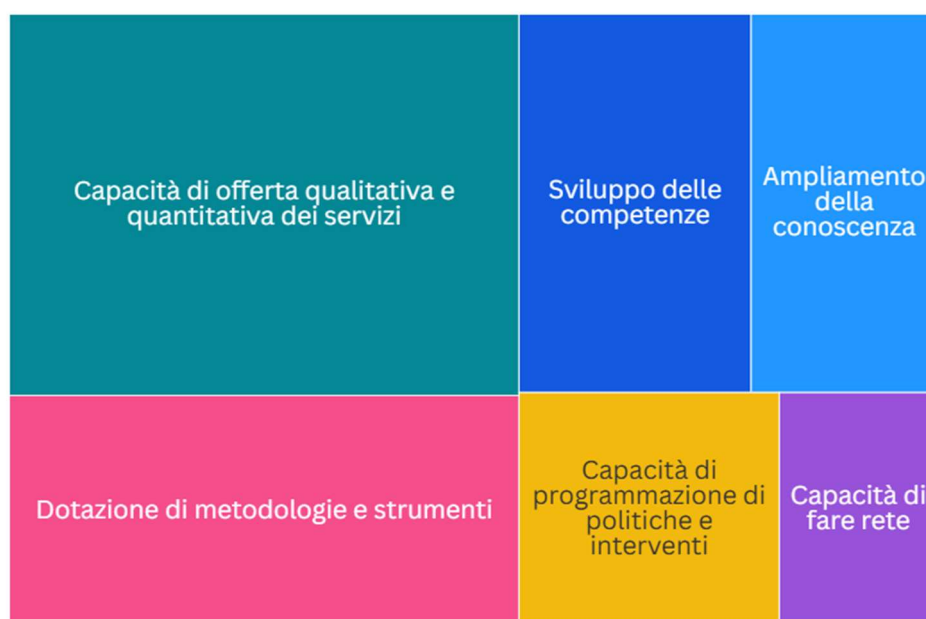 Capacità di offerta qualitativa e
quantitativa dei servizi
Sviluppo delle
competenze
Ampliamento
della
conoscenza
Dotazione di metodologie e strumenti
Capacità di
programmazione di
politiche e
interventi
Capacità di
fare rete